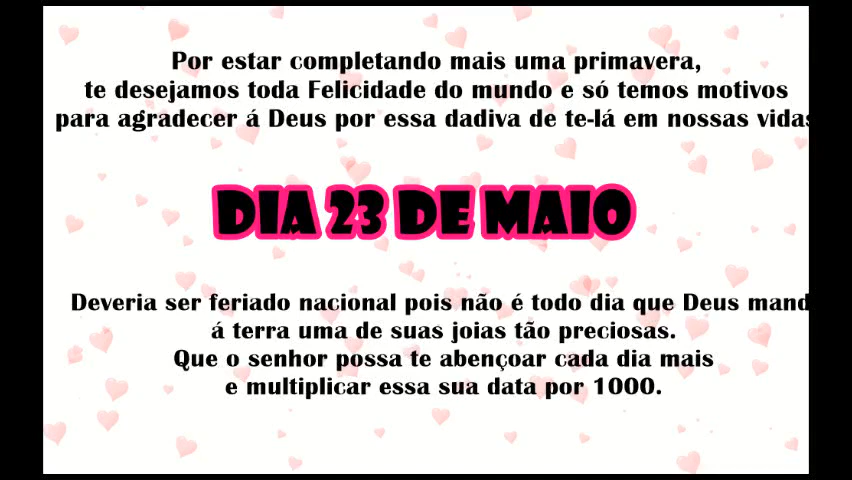 Por estar completando mais uma primavera,
te desejamos toda Felicidade do mundo e só temos motivos
para agradecer á Deus por essa dadiva de te-lá em nossas vidas
DIA 23 DE MAIO
Deveria ser feriado nacional pois não é todo dia que Deus mand
á terra uma de suas joias tão preciosas.
Que o senhor possa te abençoar cada dia mais
e multiplicar essa sua data por 1000.